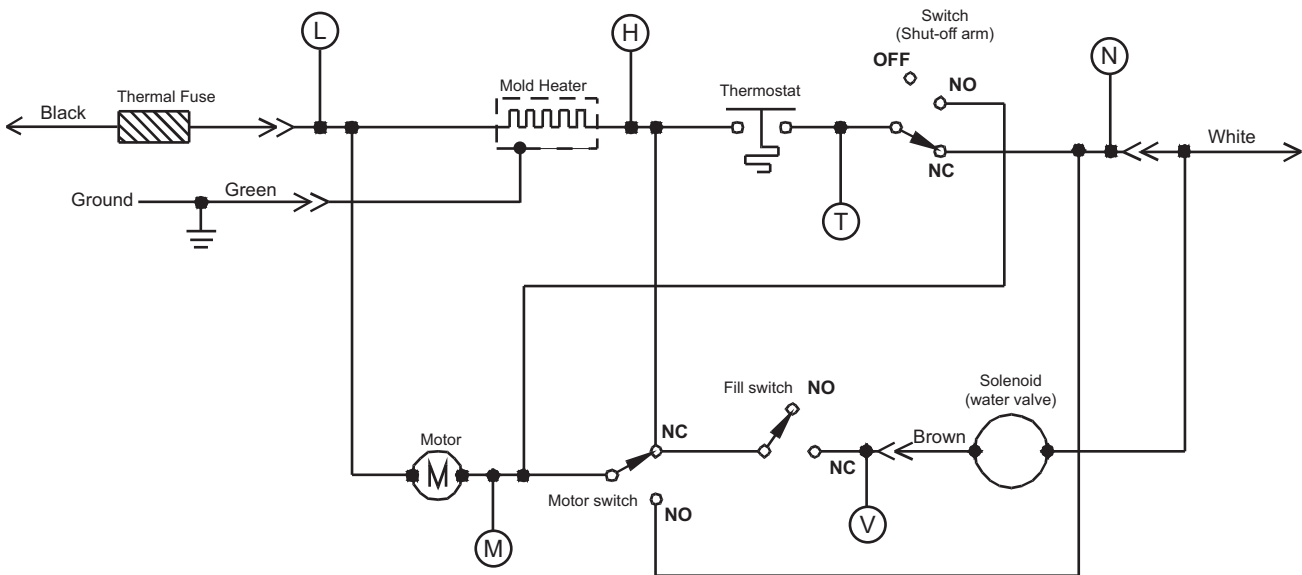 Switch
(Shut-off arm)
L
H
OFF
N
Black
Thermal Fuse
Mold Heater
Thermostat
NO
White
NC
Ground
Green
T
Fill switch
NO
Solenoid
(water valve)
Motor
NC
Brown
M
Motor switch
NC
NO
V
M